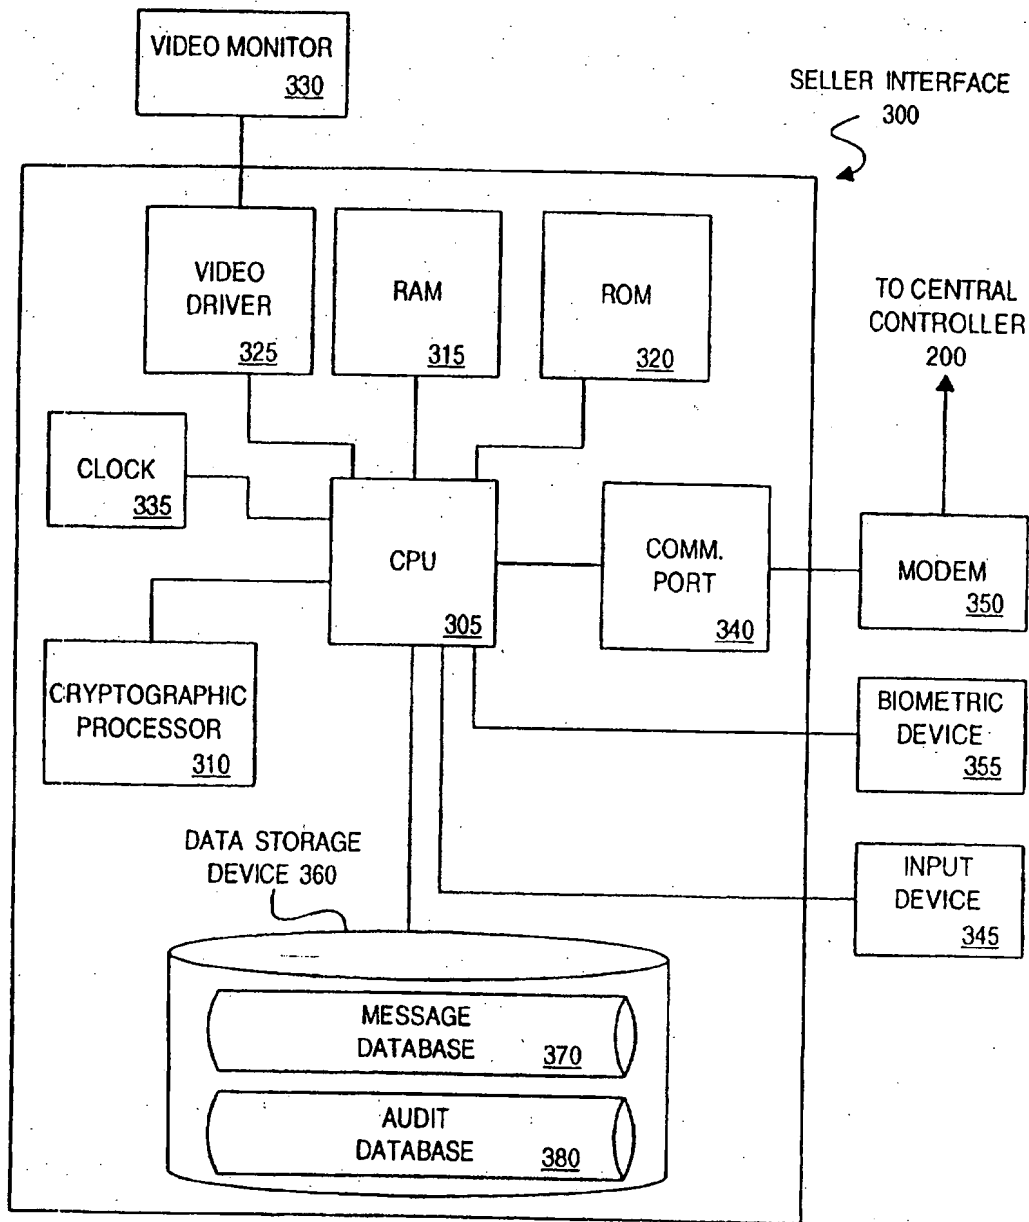 VIDEO MONITOR
330
SELLER INTERFACE
300
VIDEO
DRIVER
325
RAM
315
ROM
320
TO CENTRAL
CONTROLLER
200
CLOCK
335
CPU
305
COMM.
PORT
340
MODEM
350
CRYPTOGRAPHIC
PROCESSOR
310
BIOMETRIC
DEVICE
355
DATA STORAGE
DEVICE 360
INPUT
DEVICE
345
MESSAGE
DATABASE 370
AUDIT
DATABASE 380